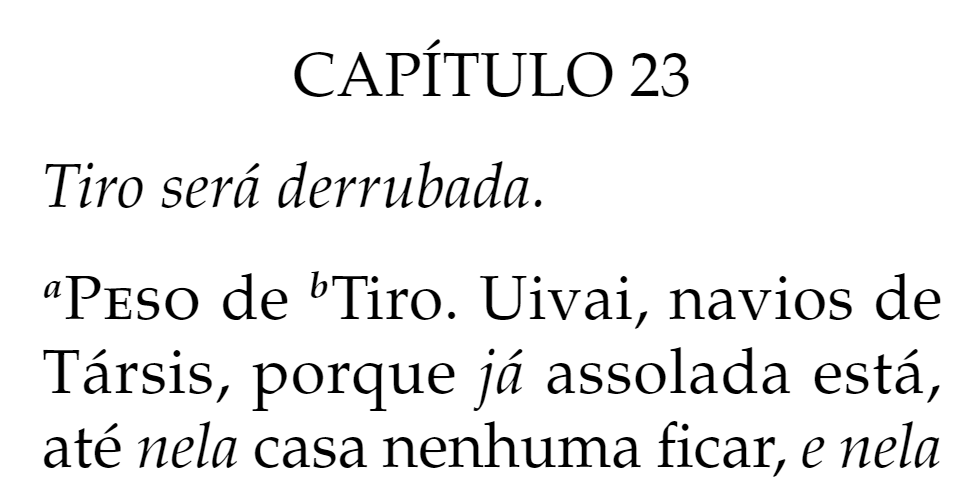 CAPÍTULO 23
Tiro será derrubada.
aPESO de bTiro. Uivai, navios de
Társis, porque já assolada está,
até nela casa nenhuma ficar, e nela